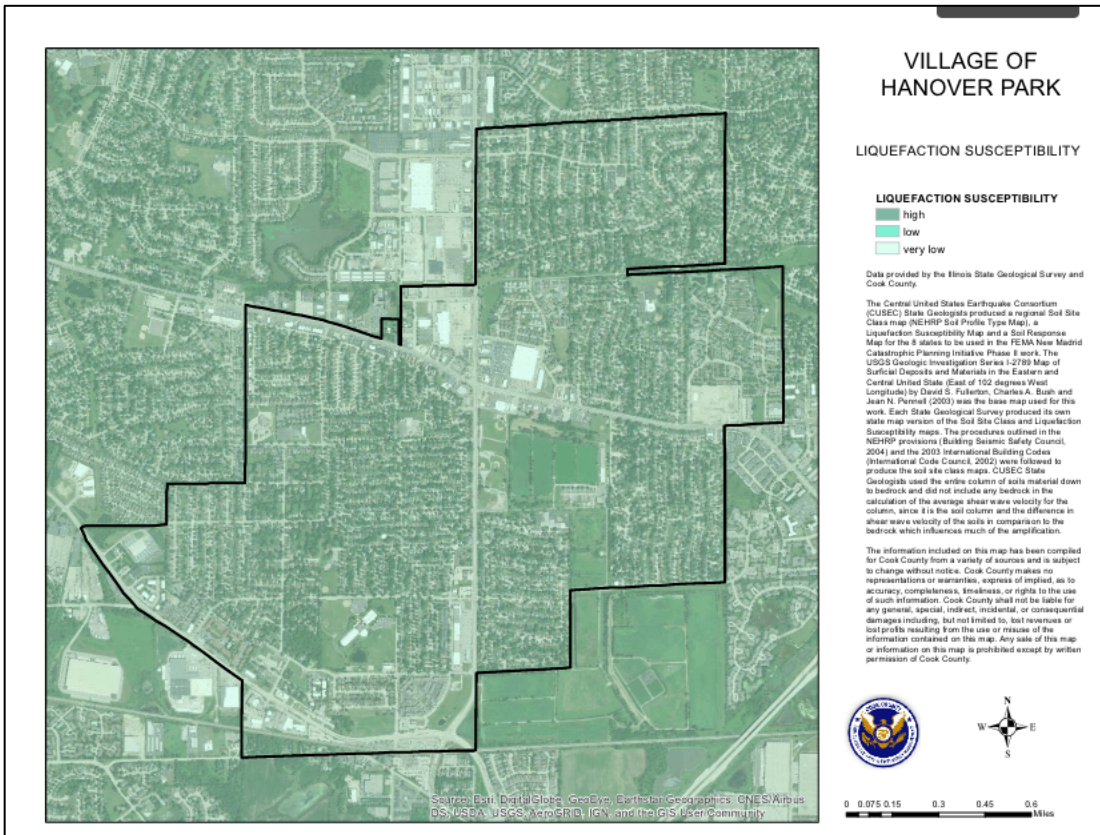 VILLAGE OF
HANOVER PARK
LIQUEFACTION SUSCEPTIBILITY
LIQUEFACTION SUSCEPTIBILITY
high
low
very low
Data provided by the Illinois State Geological Survey and
Cook County.
The Central United States Earthquake Consortium
(CUSEC) State Geologists produced a regional Soil Site
Class map (NEHRP Soil Profile Type Map), a
Liquefaction Susceptibility Map and a Soil Response
Map for the 8 states to be used in the FEMA New Madrid
Catastrophic Planning Initiative Phase II work. The
USGS Geologic Investigation Series I-2789 Map of
Surficial Deposits and Materials in the Eastern and
Central United State (East of 102 degrees West
Longitude) by David S. Fullerton, Charles A. Bush and
Jean N. Pennell (2003) was the base map used for this
work. Each State Geological Survey produced its own
state map version of the Soil Site Class and Liquefaction
Susceptibility maps. The procedures outlined in the
NEHRP provisions (Building Seismic Safety Council,
2004) and the 2003 International Building Codes
(International Code Council, 2002) were followed to
produce the soil site class maps. CUSEC State
Geologists used the entire column of soils material down
to bedrock and did not include any bedrock in the
calculation of the average shear wave velocity for the
column, since it is the soil column and the difference in
shear wave velocity of the soils in comparison to the
bedrock which influences much of the amplification.
The information included on this map has been compiled
for Cook County from a variety of sources and is subject
to change without notice. Cook County makes no
representations or warranties, express of implied, as to
accuracy, completeness, timeliness, or rights to the use
of such information. Cook County shall not be liable for
any general, special, indirect, incidental, or consequential
damages including, but not limited to, lost revenues or
lost profits resulting from the use or misuse of the
information contained on this map. Any sale of this map
or information on this map is prohibited except by written
permission of Cook County.
N
W E
S
0 0.075 0.15 0.3 0.45 0.6
Miles
Source: Esri, DigitalGlobe, GeoEye, Earthstar Geographics, CNES/Airbus
DS, USDA, USGS, AeroGRID, IGN, and the GIS User Community